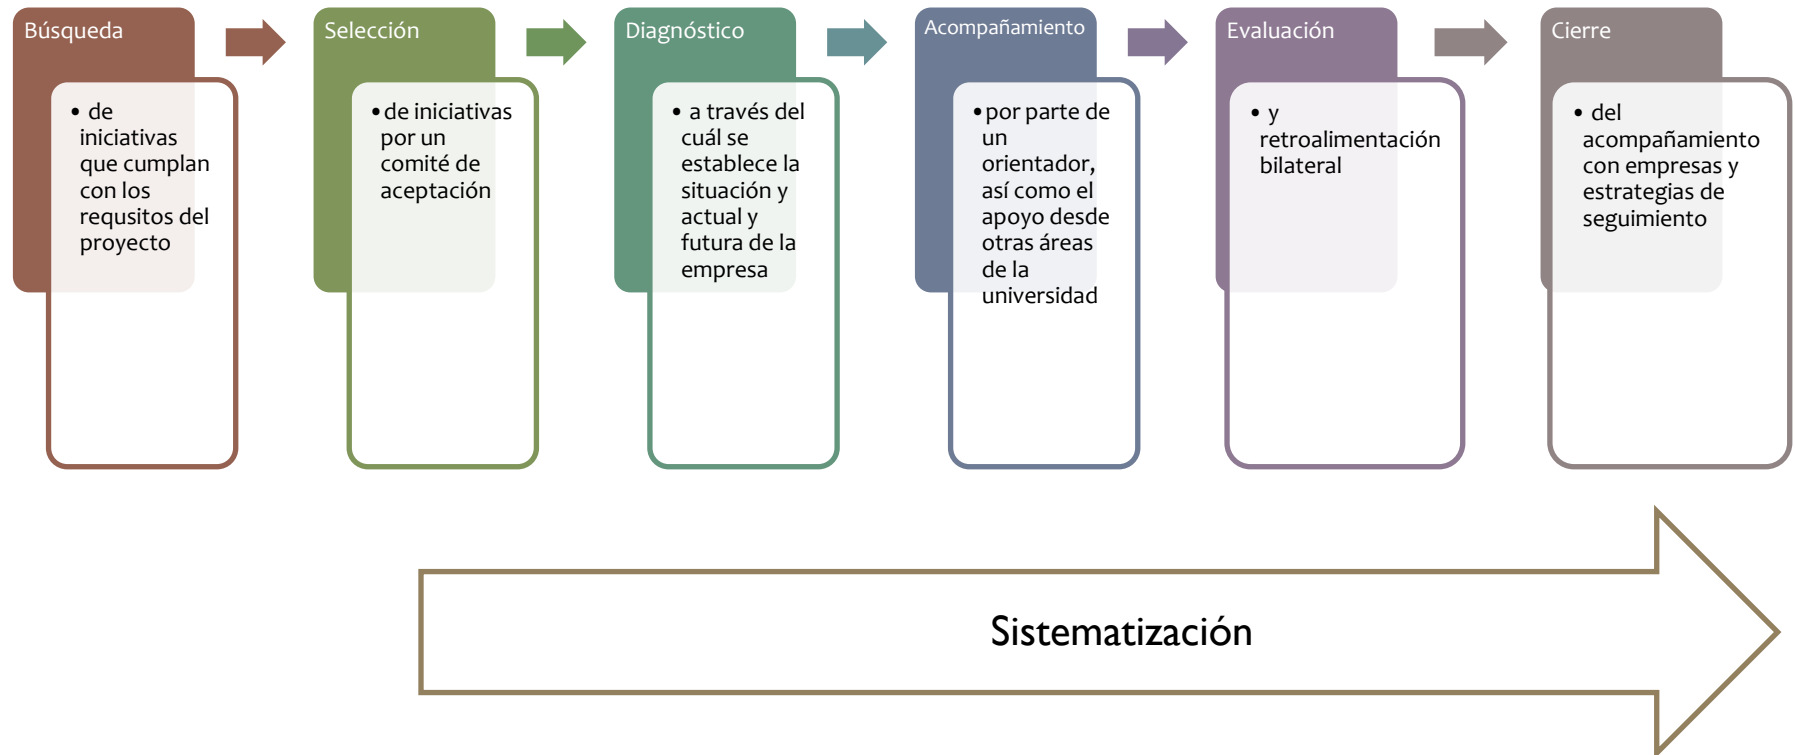 Búsqueda
• de
iniciativas
que cumplan
con los
requsitos del
proyecto
Selección
• de iniciativas
por un
comité de
aceptación
Diagnóstico
• a través del
cuál se
establece la
situación y
actual y
futura de la
empresa
Acompañamiento
• por parte de
un
orientador,
así como el
apoyo desde
otras áreas
de la
universidad
Evaluación
• y
retroalimentación
bilateral
Cierre
• del
acompañamiento
con empresas y
estrategias de
seguimiento
Sistematización